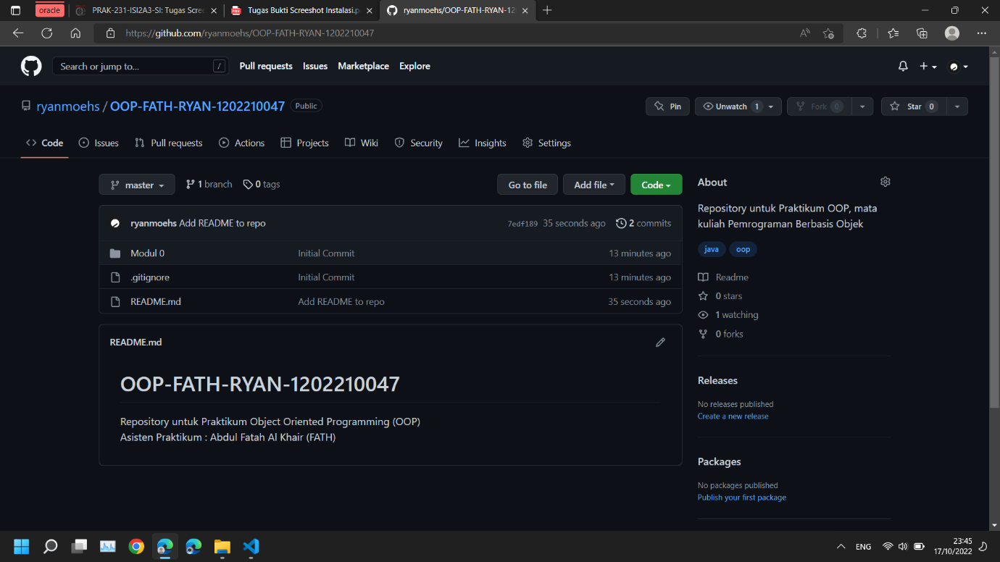 oracle
PRAK-231-ISI2A3-SI: Tugas Scree
Tugas Bukti Screeshot Instalasi.p
ryanmoehs/OOP-FATH-RYAN-12
https://github.com/ryanmoehs/OOP-FATH-RYAN-1202210047
Search or jump to... /
Pull requests Issues Marketplace Explore
ryanmoehs / OOP-FATH-RYAN-1202210047 Public
Pin Unwatch 1 Fork 0 Star 0
Code Issues Pull requests Actions Projects Wiki Security Insights Settings
master 1 branch 0 tags Go to file Add file Code
ryanmoehs Add README to repo 7edf189 35 seconds ago 2 commits
Modul 0 Initial Commit 13 minutes ago
.gitignore Initial Commit 13 minutes ago
README.md Add README to repo 35 seconds ago
README.md
OOP-FATH-RYAN-1202210047
Repository untuk Praktikum Object Oriented Programming (OOP)
Asisten Praktikum : Abdul Fatah Al Khair (FATH)
About
Repository untuk Praktikum OOP, mata
kuliah Pemrograman Berbasis Objek
java oop
Readme
0 stars
1 watching
0 forks
Releases
No releases published
Create a new release
Packages
No packages published
Publish your first package
ENG
23:45
17/10/2022